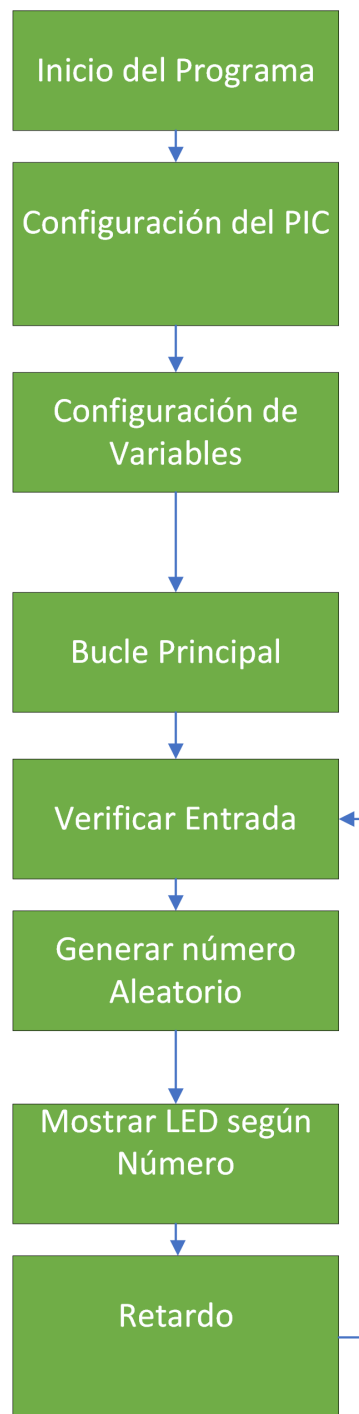 Inicio del Programa
Configuración del PIC
Configuración de
Variables
Bucle Principal
Verificar Entrada
Generar número
Aleatorio
Mostrar LED según
Número
Retardo